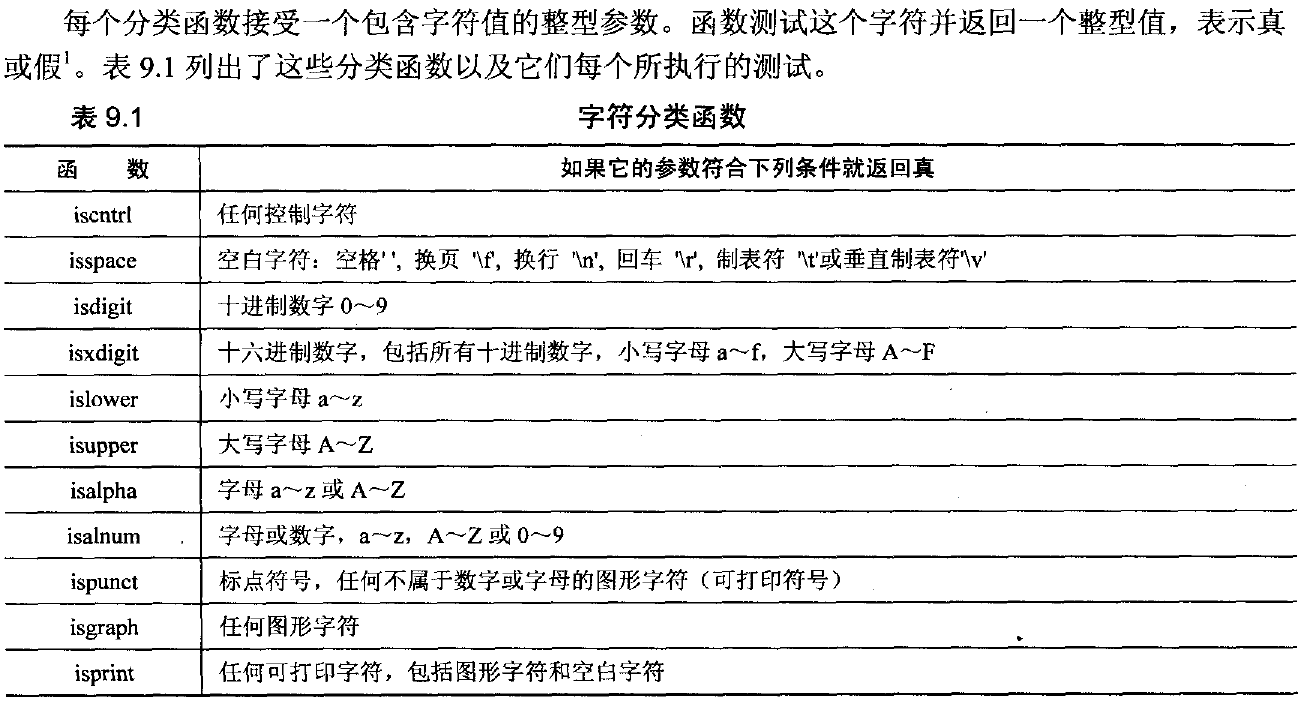 每个分类函数接受一个包含字符值的整型参数。函数测试这个字符并返回一个整型值，表示真
或假1。表 9.1 列出了这些分类函数以及它们每个所执行的测试。
表 9.1 字符分类函数
函 数 如果它的参数符合下列条件就返回真
iscntrl 任何控制字符
isspace 空白字符：空格' ', 换页 '\f', 换行 '\n', 回车 '\r', 制表符 '\t'或垂直制表符'\v'
isdigit 十进制数字 0～9
isxdigit 十六进制数字，包括所有十进制数字，小写字母 a～f，大写字母 A～F
islower 小写字母 a～z
isupper 大写字母 A～Z
isalpha 字母 a～z 或 A～Z
isalnum 字母或数字，a～z，A～Z 或 0～9
ispunct 标点符号，任何不属于数字或字母的图形字符（可打印符号）
isgraph 任何图形字符
isprint 任何可打印字符，包括图形字符和空白字符